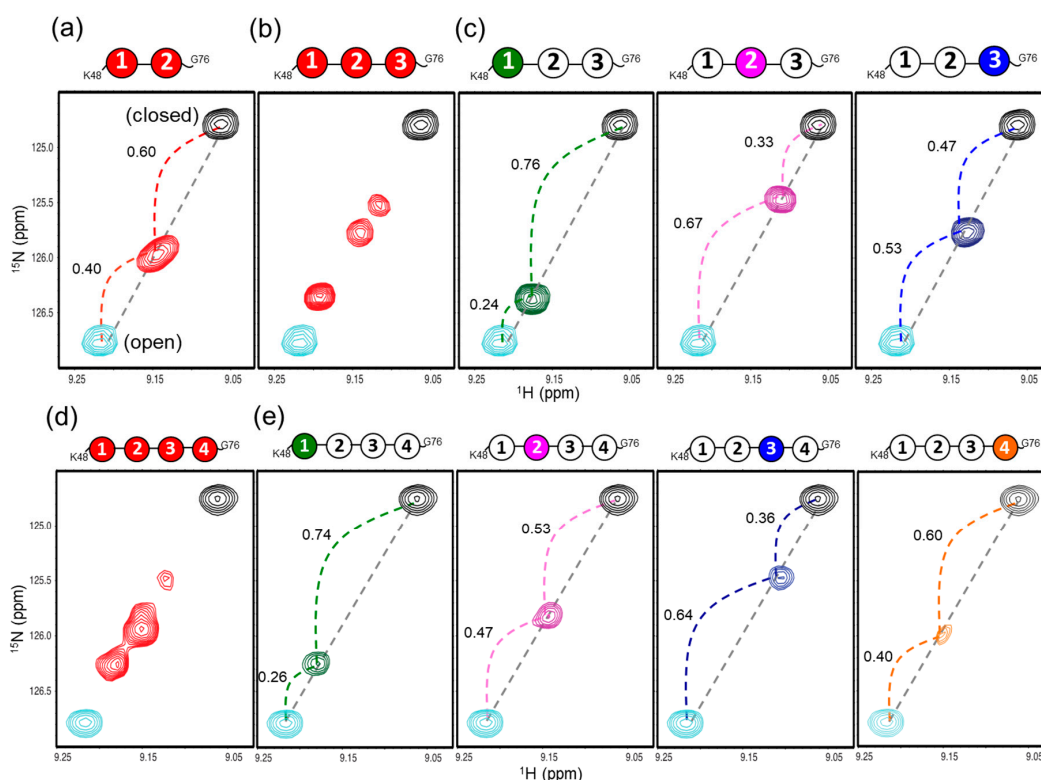 (a)
1 2
K48
G76
(b)
1 2 3
K48
G76
(c)
1 2 3
K48
G76
1 2 3
K48
G76
1 2 3
K48
G76
(closed)
0.60
0.40
(open)
0.76
0.24
0.33
0.67
0.47
0.53
125.0
125.5
126.0
126.5
15N (ppm)
9.25 9.15 9.05
9.25 9.15 9.05
9.25 9.15 9.05
9.25 9.15 9.05
9.25 9.15 9.05
1H (ppm)
(d)
1 2 3 4
K48
G76
(e)
1 2 3 4
K48
G76
1 2 3 4
K48
G76
1 2 3 4
K48
G76
1 2 3 4
K48
G76
0.74
0.26
0.53
0.47
0.36
0.64
0.60
0.40
125.0
125.5
126.0
126.5
15N (ppm)
9.25 9.15 9.05
9.25 9.15 9.05
9.25 9.15 9.05
9.25 9.15 9.05
9.25 9.15 9.05
1H (ppm)